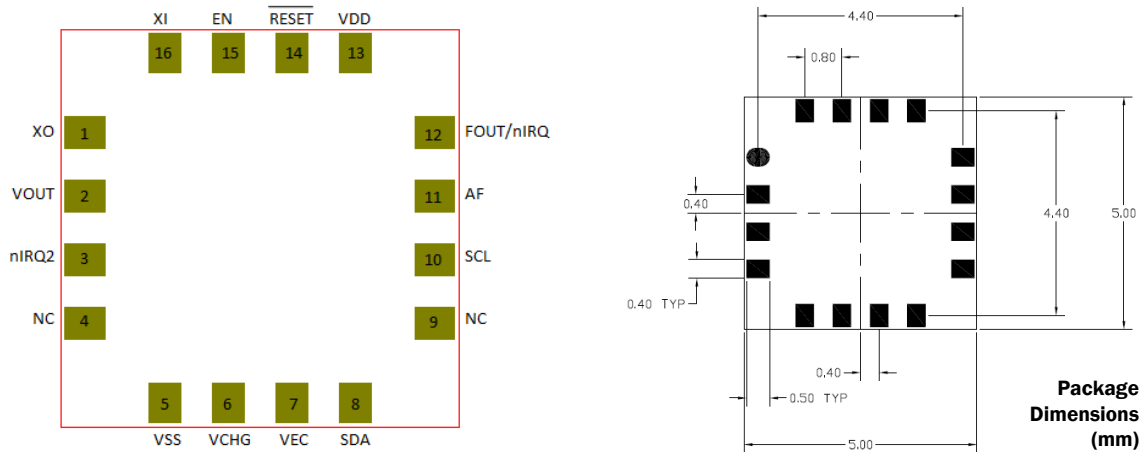 XI EN RESET VDD
16 15 14 13
XO 1 12 FOUT/nIRQ
VOUT 2 11 AF
nIRQ2 3 10 SCL
NC 4 9 NC
5 6 7 8
VSS VCHG VEC SDA
4.40
0.80
0.40
4.40
5.00
0.40 TYP
0.40
0.50 TYP
5.00
Package
Dimensions
(mm)